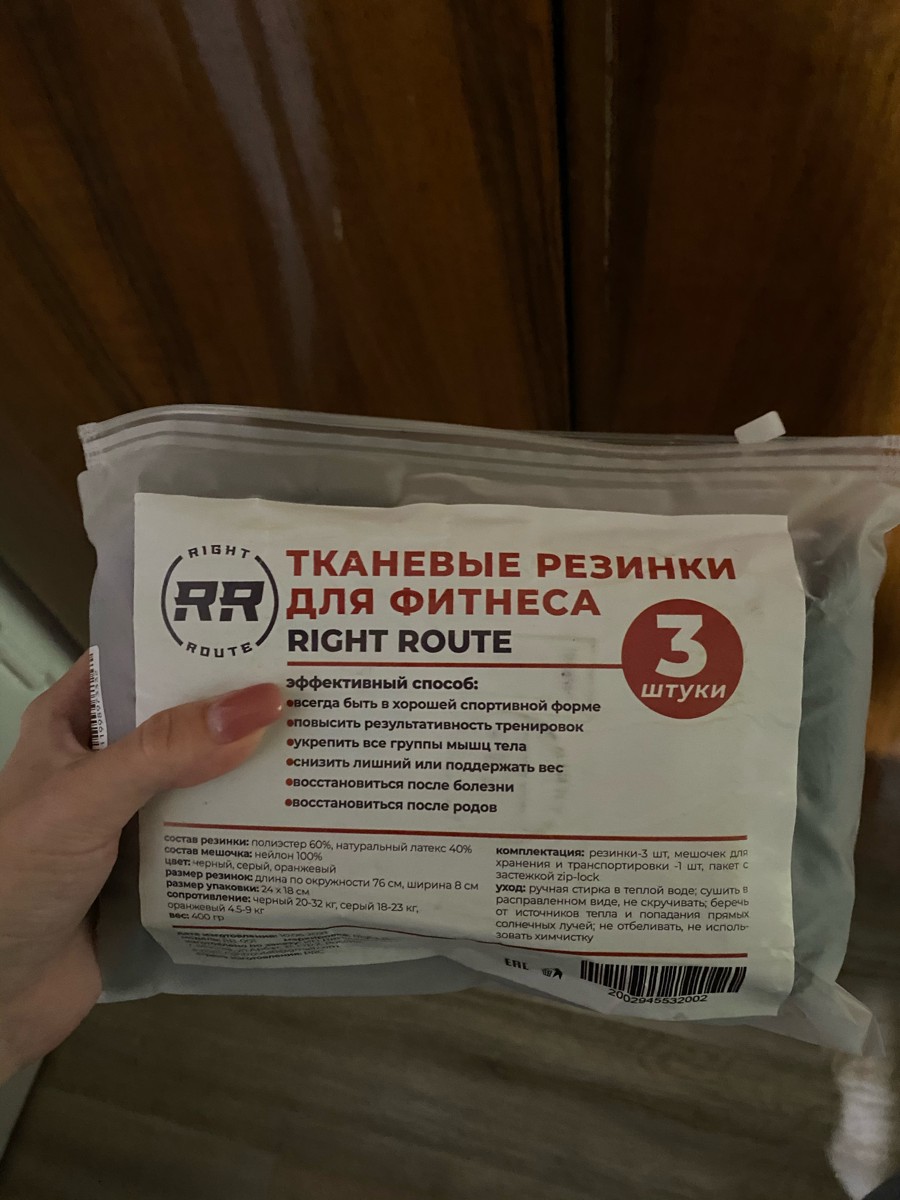 RIGHT
RR
ROUTE
ТКАНЕВЫЕ РЕЗИНКИ
ДЛЯ ФИТНЕСА
RIGHT ROUTE
3
штуки
эффективный способ:
•всегда быть в хорошей спортивной форме
•повысить результативность тренировок
•укрепить все группы мышц тела
•снизить лишний или поддержать вес
•восстановиться после болезни
•восстановиться после родов
состав резинки: полиэстер 60%, натуральный латекс 40%
состав мешочка: нейлон 100%
цвет: черный, серый, оранжевый
размер резинок: длина по окружности 76 см, ширина 8 см
размер упаковки: 24 х 18 см
сопротивление: черный 20-32 кг, серый 18-23 кг,
оранжевый 4.5-9 кг
вес: 400 гр
дата изготовления:
комплектация: резинки-3 шт, мешочек для
хранения и транспортировки -1 шт, пакет с
застежкой zip-lock
уход: ручная стирка в теплой воде; сушить в
расправленном виде, не скручивать; беречь
от источников тепла и попадания прямых
солнечных лучей; не отбеливать, не исполь-
зовать химчистку
EAC
2002945532002